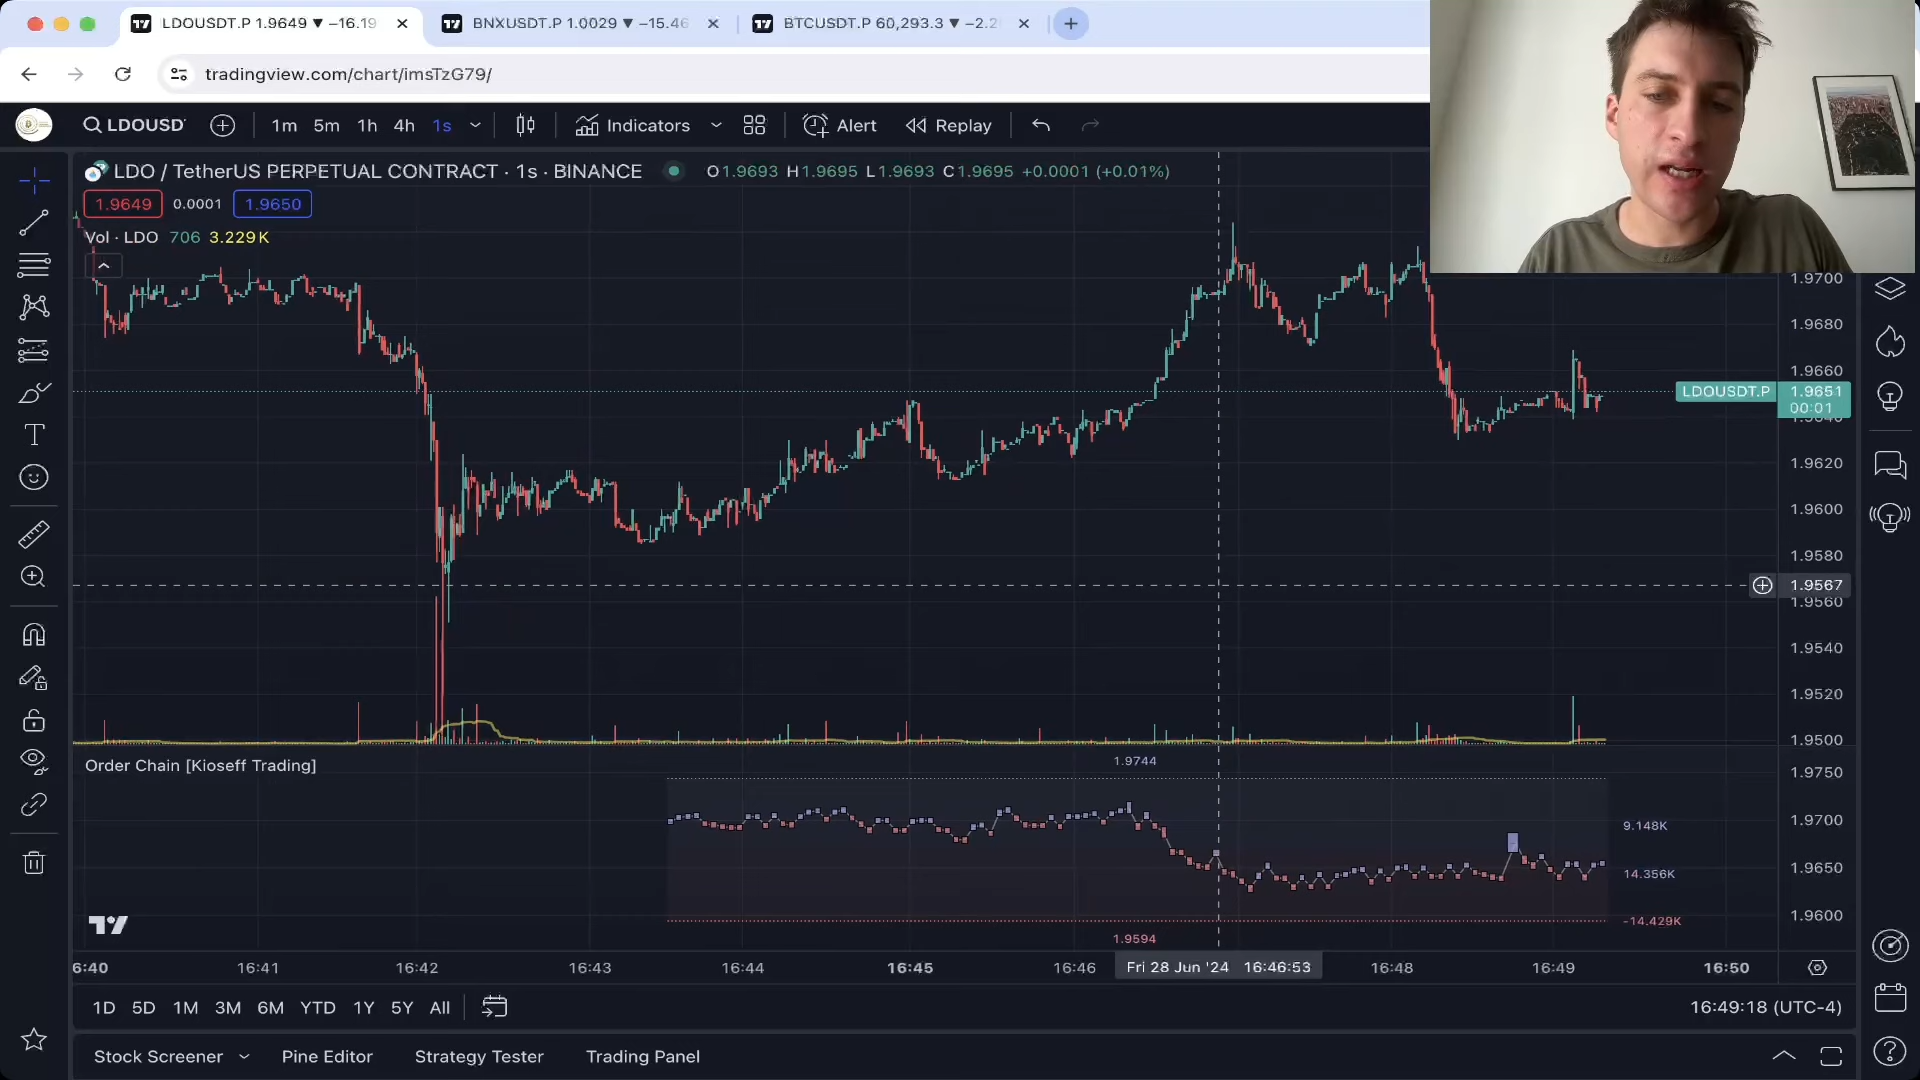 LDOUSDT.P 1.9649 ▼ −16.19
BNXUSDT.P 1.0029 ▼ −15.46
BTCUSDT.P 60,293.3 ▼ −2.2
tradingview.com/chart/imsTzG79/
LDOUSD
1m 5m 1h 4h 1s
Indicators
Alert
Replay
LDO / TetherUS PERPETUAL CONTRACT · 1s · BINANCE
O1.9693 H1.9695 L1.9693 C1.9695 +0.0001 (+0.01%)
1.9649 0.0001 1.9650
Vol · LDO 706 3.229K
1.9700
1.9680
1.9660
LDOUSDT.P 1.9651
00:01
1.9640
1.9620
1.9600
1.9580
1.9567
1.9560
1.9540
1.9520
1.9500
Order Chain [Kioseff Trading]
1.9744
1.9750
1.9700
9.148K
1.9650
14.356K
1.9600
-14.429K
1.9594
6:40 16:41 16:42 16:43 16:44 16:45 16:46 Fri 28 Jun '24 16:46:53 16:48 16:49 16:50
1D 5D 1M 3M 6M YTD 1Y 5Y All
16:49:18 (UTC-4)
Stock Screener Pine Editor Strategy Tester Trading Panel